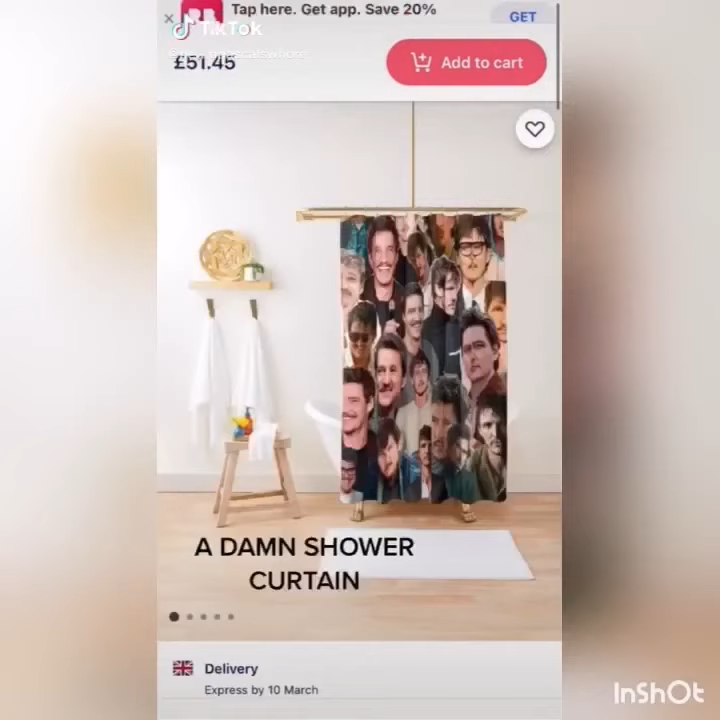 Tap here. Get app. Save 20%
GET
TikTok
£51.45
Add to cart
A DAMN SHOWER
CURTAIN
Delivery
Express by 10 March
InShOt